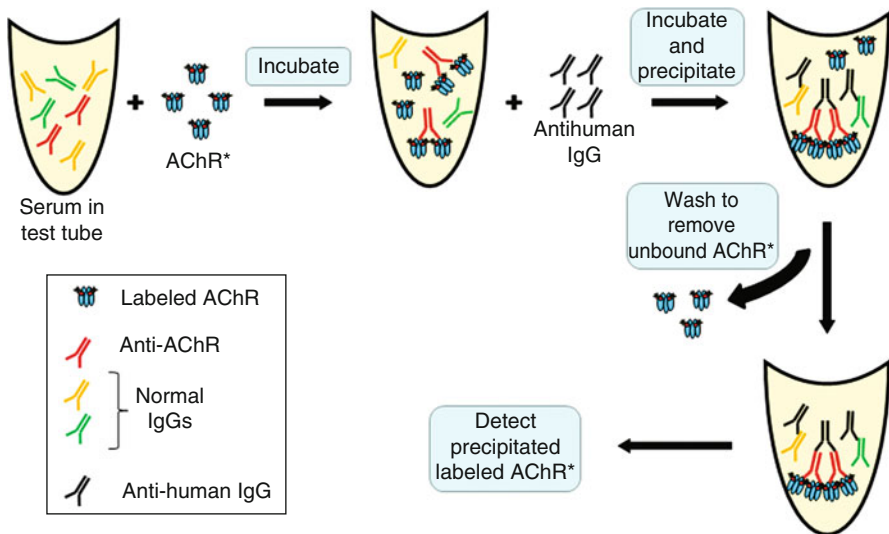 Incubate
Incubate
and
precipitate
AChR*
Antihuman
IgG
Serum in
test tube
Wash to
remove
unbound AChR*
Labeled AChR
Anti-AChR
Normal
IgGs
Anti-human IgG
Detect
precipitated
labeled AChR*